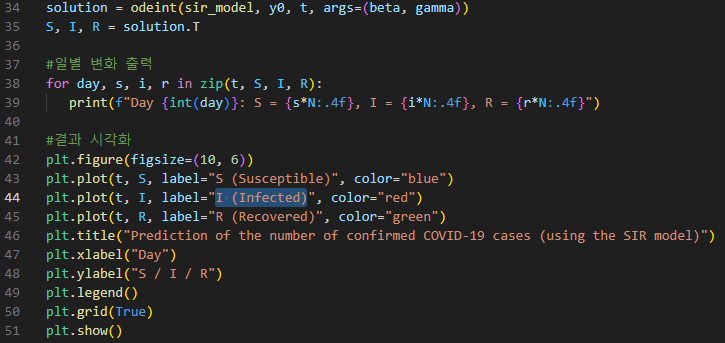 34 solution = odeint(sir_model, y0, t, args=(beta, gamma))
35 S, I, R = solution.T
36
37 #일별 변화 출력
38 for day, s, i, r in zip(t, S, I, R):
39 print(f"Day {int(day)}: S = {s*N:.4f}, I = {i*N:.4f}, R = {r*N:.4f}")
40
41 #결과 시각화
42 plt.figure(figsize=(10, 6))
43 plt.plot(t, S, label="S (Susceptible)", color="blue")
44 plt.plot(t, I, label="I (Infected)", color="red")
45 plt.plot(t, R, label="R (Recovered)", color="green")
46 plt.title("Prediction of the number of confirmed COVID-19 cases (using the SIR model)")
47 plt.xlabel("Day")
48 plt.ylabel("S / I / R")
49 plt.legend()
50 plt.grid(True)
51 plt.show()